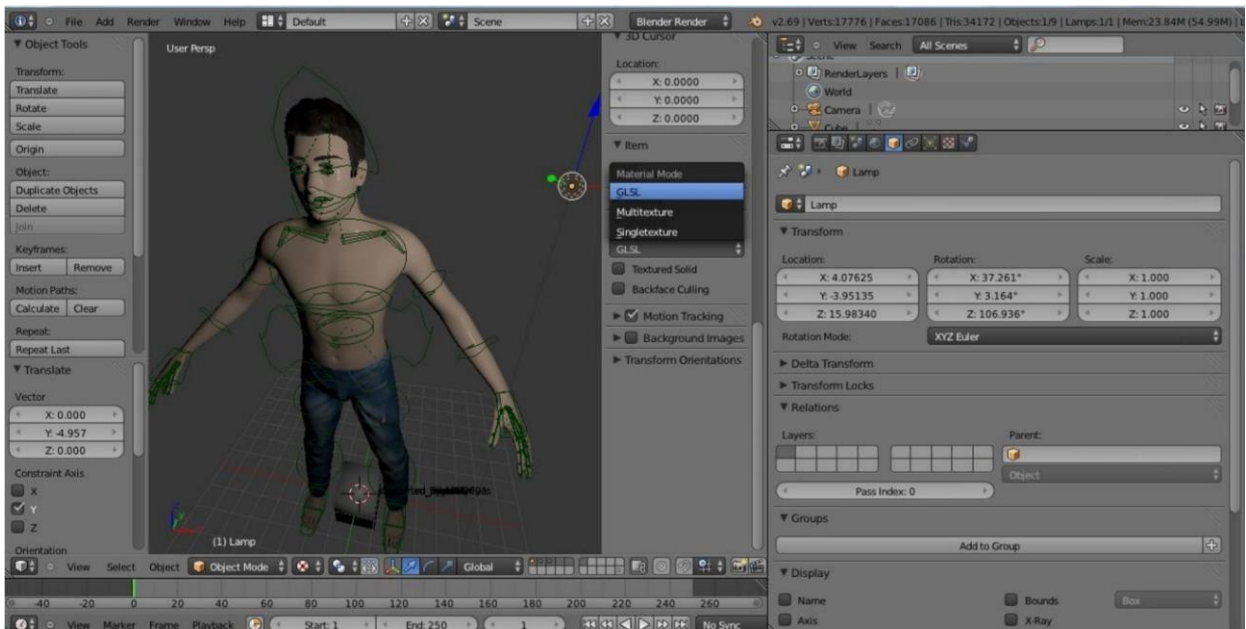 File Add Render Window Help Default Scene Blender Render v2.69 | Verts:17776 | Faces:17086 | Tris:34172 | Objects:1/9 | Lamps:1/1 | Mem:23.84M (54.99M) | L
Object Tools
Transform:
Translate
Rotate
Scale
Origin
Object:
Duplicate Objects
Delete
Join
Keyframes:
Insert Remove
Motion Paths:
Calculate Clear
Repeat:
Repeat Last
Translate
Vector
X: 0.000
Y: -4.957
Z: 0.000
Constraint Axis
X
Y
Z
Orientation
User Persp
(1) Lamp
3D Cursor
Location:
X: 0.0000
Y: 0.0000
Z: 0.0000
Item
Material Mode
GLSL
Multitexture
Singletexture
GLSL
Textured Solid
Backface Culling
Motion Tracking
Background Images
Transform Orientations
View Select Object Object Mode Global
-40 -20 0 20 40 60 80 100 120 140 160 180 200 220 240 260
View Marker Frame Playback Start: 1 End: 250 1 No Sync
View Search All Scenes
Scene
RenderLayers |
World
Camera |
Cube |
Lamp
Lamp
Transform
Location: Rotation: Scale:
X: 4.07625 X: 37.261° X: 1.000
Y: -3.95135 Y: 3.164° Y: 1.000
Z: 15.98340 Z: 106.936° Z: 1.000
Rotation Mode: XYZ Euler
Delta Transform
Transform Locks
Relations
Layers: Parent:
Object
Pass Index: 0
Groups
Add to Group
Display
Name Bounds Box
Axis X-Ray